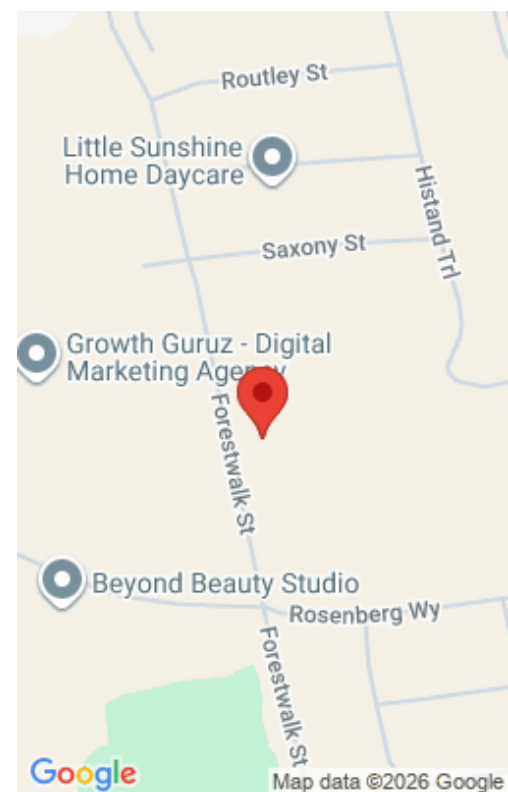 Routley St
Little Sunshine
Home Daycare
Histand Trl
Saxony St
Growth Guruz - Digital
Marketing Agency
Forestwalk St
Beyond Beauty Studio
Rosenberg Wy
Forestwalk St
Google
Map data ©2026 Google